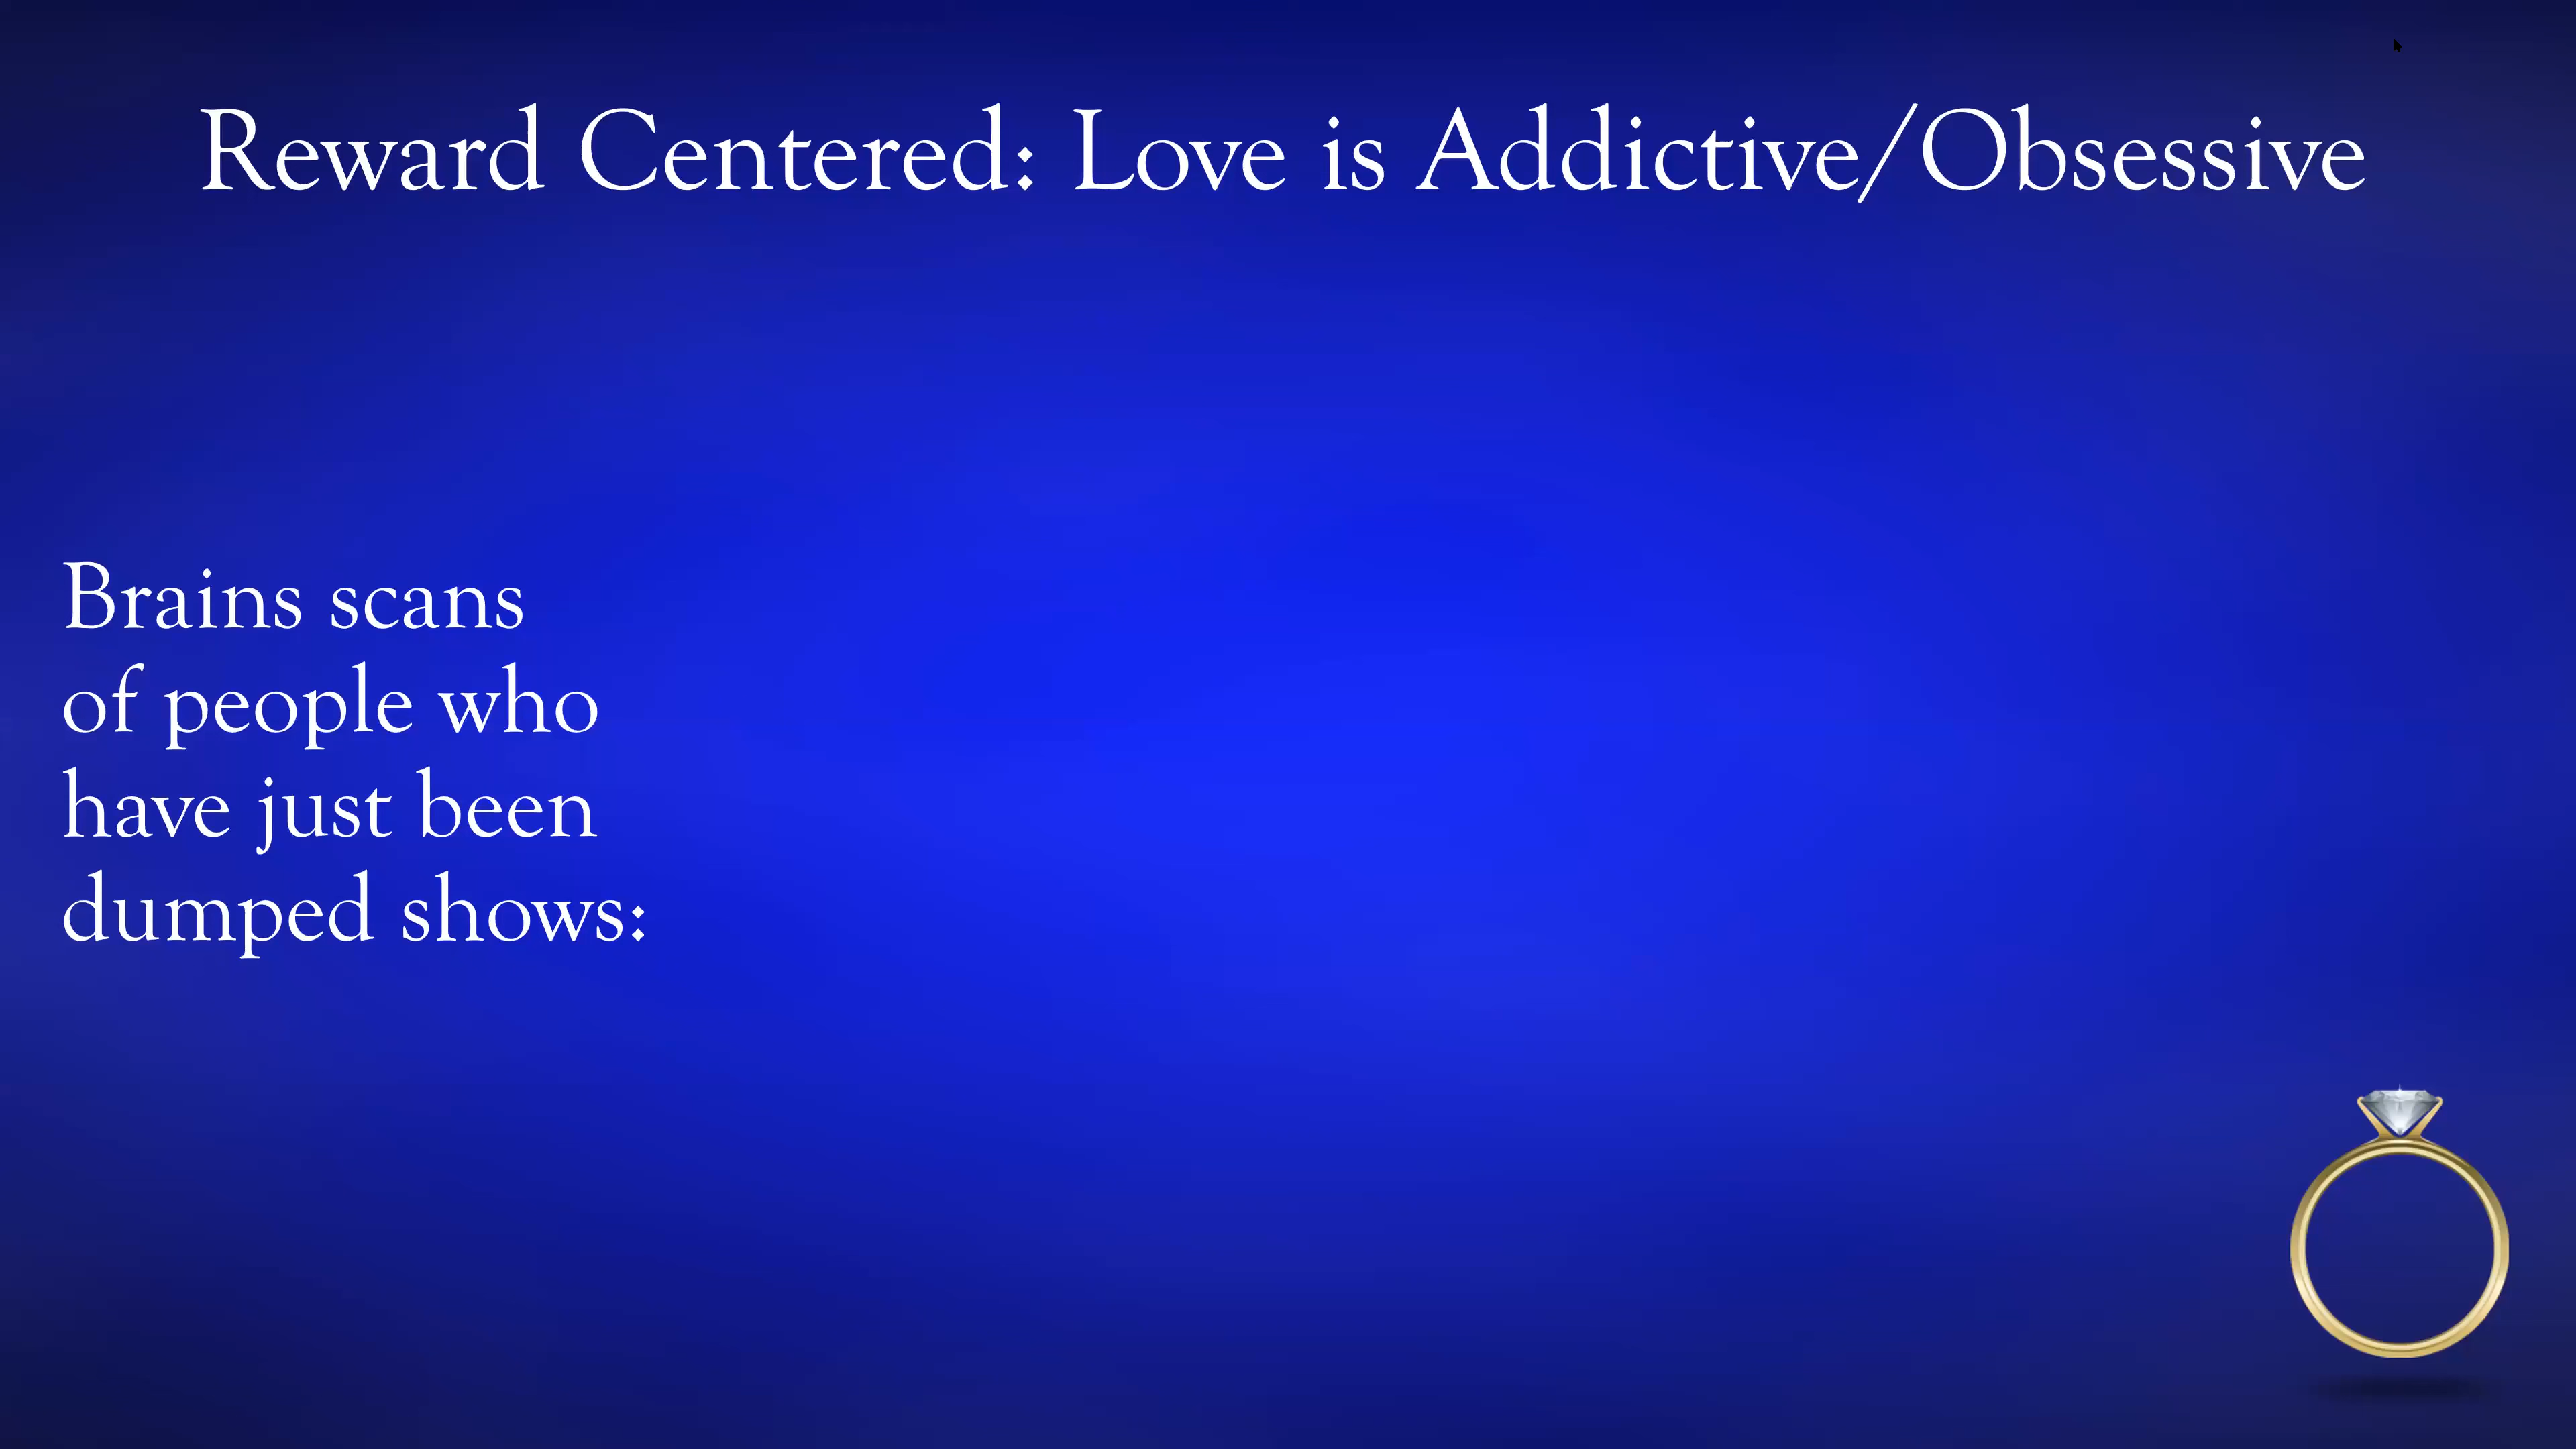 Reward Centered: Love is Addictive/Obsessive
Brains scans
of people who
have just been
dumped shows: